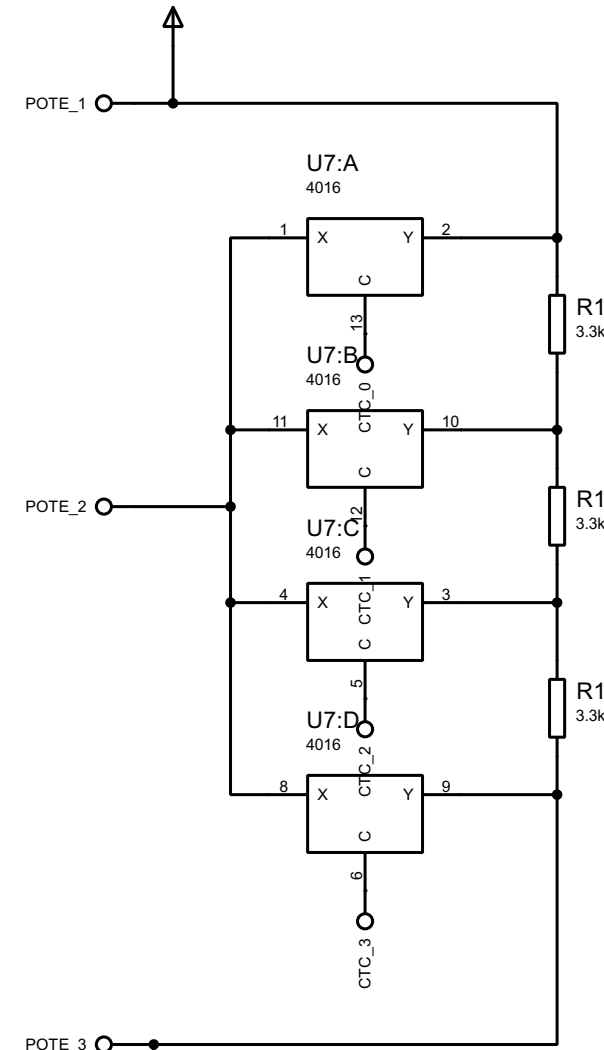 POTE_1
U7:A
4016
1
X
Y
2
C
13
R1
3.3k
U7:B
4016
CTC_0
11
X
Y
10
C
12
R1
3.3k
POTE_2
U7:C
4016
CTC_1
4
X
Y
3
C
5
R1
3.3k
U7:D
4016
CTC_2
8
X
Y
9
C
6
CTC_3
POTE_3